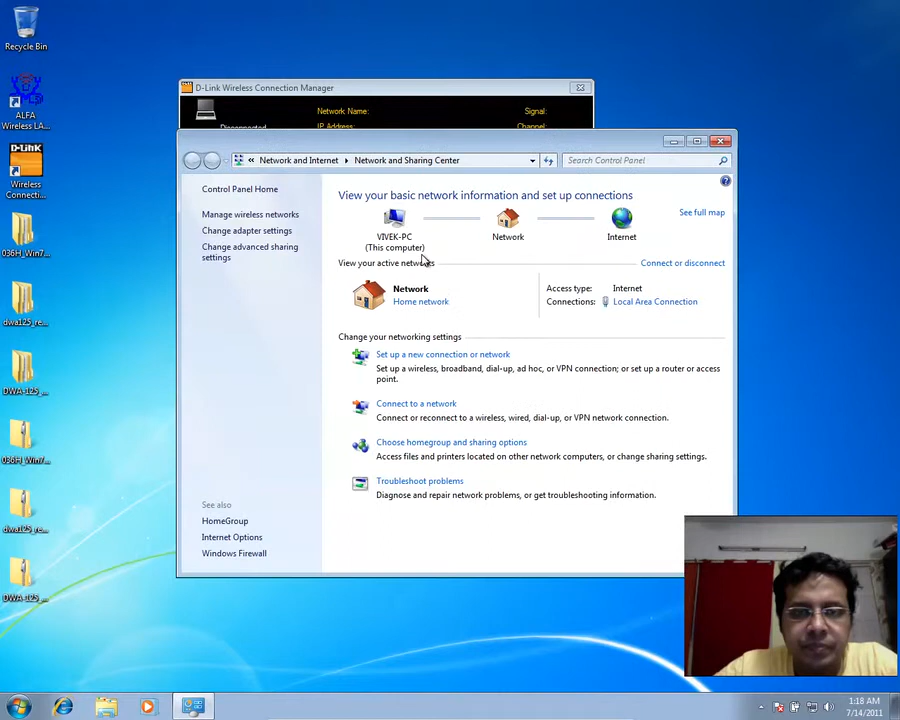 Recycle Bin
ALFA
Wireless LA...
D-Link
Wireless
Connecti...
036H_Win7...
dwa125_re...
DWA-125_...
036H_Win7...
dwa125_re...
DWA-125_...
D-Link Wireless Connection Manager
Network Name: Signal:
Disconnected IP Address: Channel:
« Network and Internet Network and Sharing Center Search Control Panel
Control Panel Home
Manage wireless networks
Change adapter settings
Change advanced sharing
settings
View your basic network information and set up connections
See full map
VIVEK-PC Network Internet
(This computer)
View your active networks Connect or disconnect
Network Access type: Internet
Home network Connections: Local Area Connection
Change your networking settings
Set up a new connection or network
Set up a wireless, broadband, dial-up, ad hoc, or VPN connection; or set up a router or access
point.
Connect to a network
Connect or reconnect to a wireless, wired, dial-up, or VPN network connection.
Choose homegroup and sharing options
Access files and printers located on other network computers, or change sharing settings.
Troubleshoot problems
Diagnose and repair network problems, or get troubleshooting information.
See also
HomeGroup
Internet Options
Windows Firewall
1:18 AM
7/14/2011